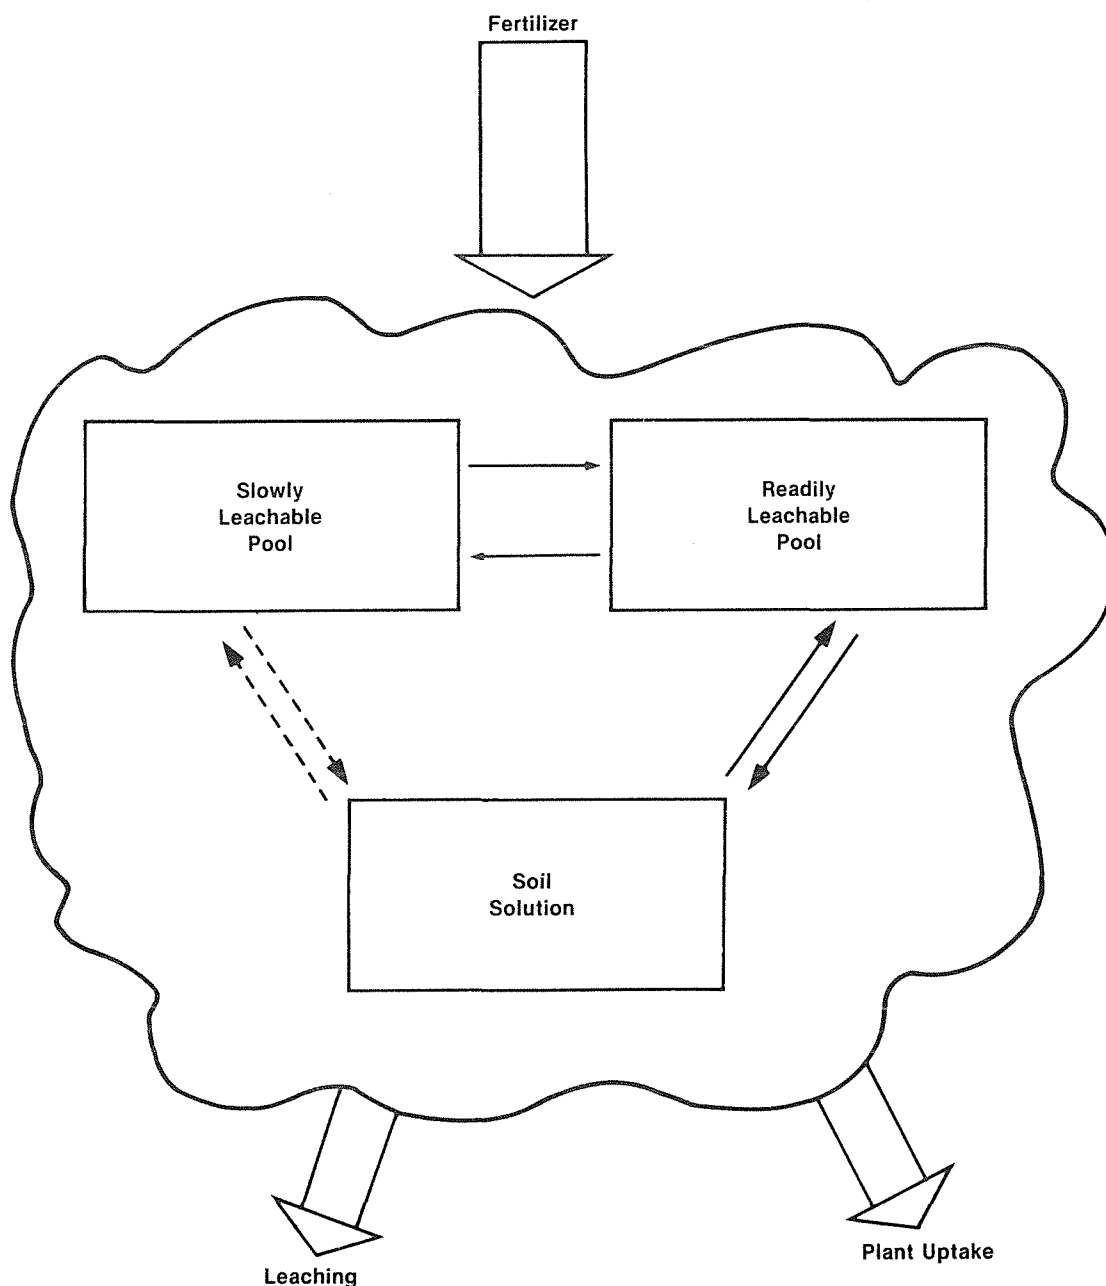 Fertilizer
Slowly
Leachable
Pool
Readily
Leachable
Pool
Soil
Solution
Leaching
Plant Uptake